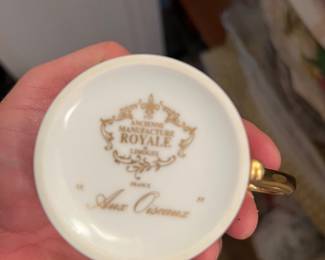 ANCIENNE
MANUFACTURE
ROYALE
LIMOGES
FRANCE
Aux Oiseaux